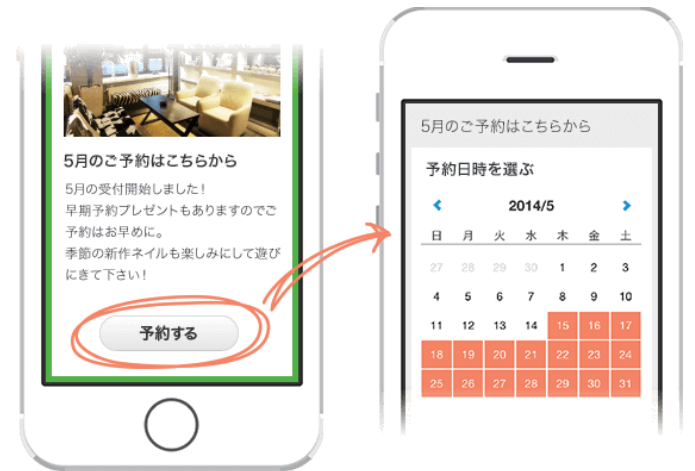 5月のご予約はこちらから
5月の受付開始しました!
早期予約プレゼントもありますのでご
予約はお早めに。
季節の新作ネイルも楽しみにして遊び
にきて下さい!
予約する
5月のご予約はこちらから
予約日時を選ぶ
2014/5
日 月 火 水 木 金 土
27 28 29 30 1 2 3
4 5 6 7 8 9 10
11 12 13 14 15 16 17
18 19 20 21 22 23 24
25 26 27 28 29 30 31